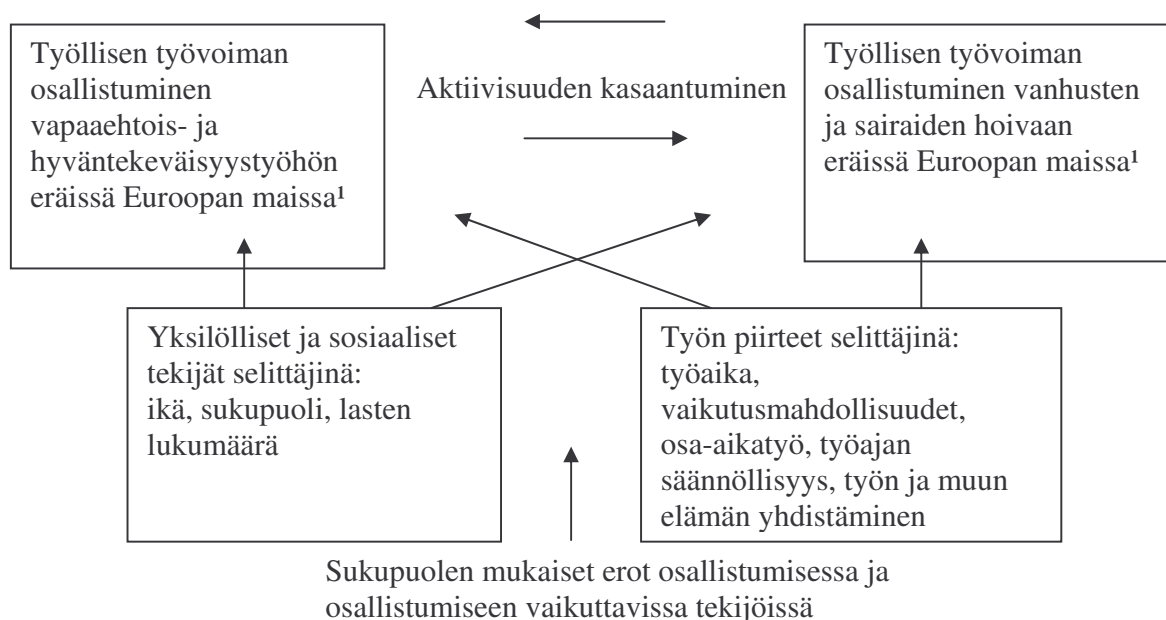 Työllisen työvoiman
osallistuminen
vapaaehtois- ja
hyväntekeväisyystyöhön
eräissä Euroopan maissa¹
Aktiivisuuden kasaantuminen
Työllisen työvoiman
osallistuminen vanhusten
ja sairaiden hoivaan
eräissä Euroopan maissa¹
Yksilölliset ja sosiaaliset
tekijät selittäjinä:
ikä, sukupuoli, lasten
lukumäärä
Työn piirteet selittäjinä:
työaika,
vaikutusmahdollisuudet,
osa-aikatyö, työajan
säännöllisyys, työn ja muun
elämän yhdistäminen
Sukupuolen mukaiset erot osallistumisessa ja
osallistumiseen vaikuttavissa tekijöissä